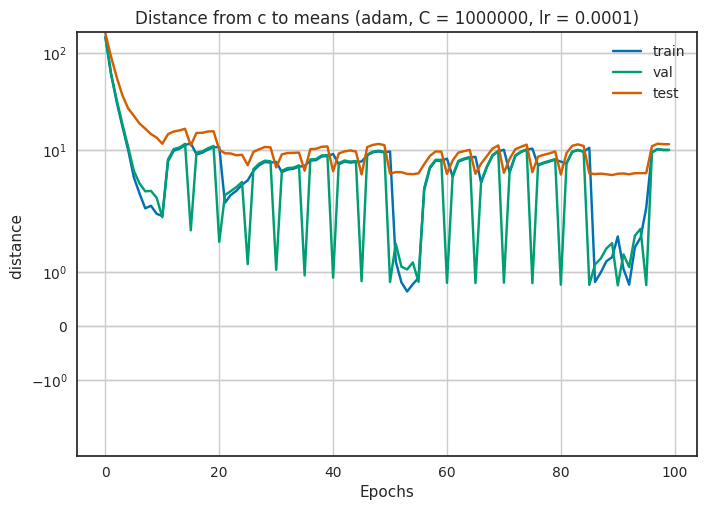 Distance from c to means (adam, C = 1000000, lr = 0.0001)
distance
10²
10¹
10⁰
0
−10⁰
train
val
test
0 20 40 60 80 100
Epochs